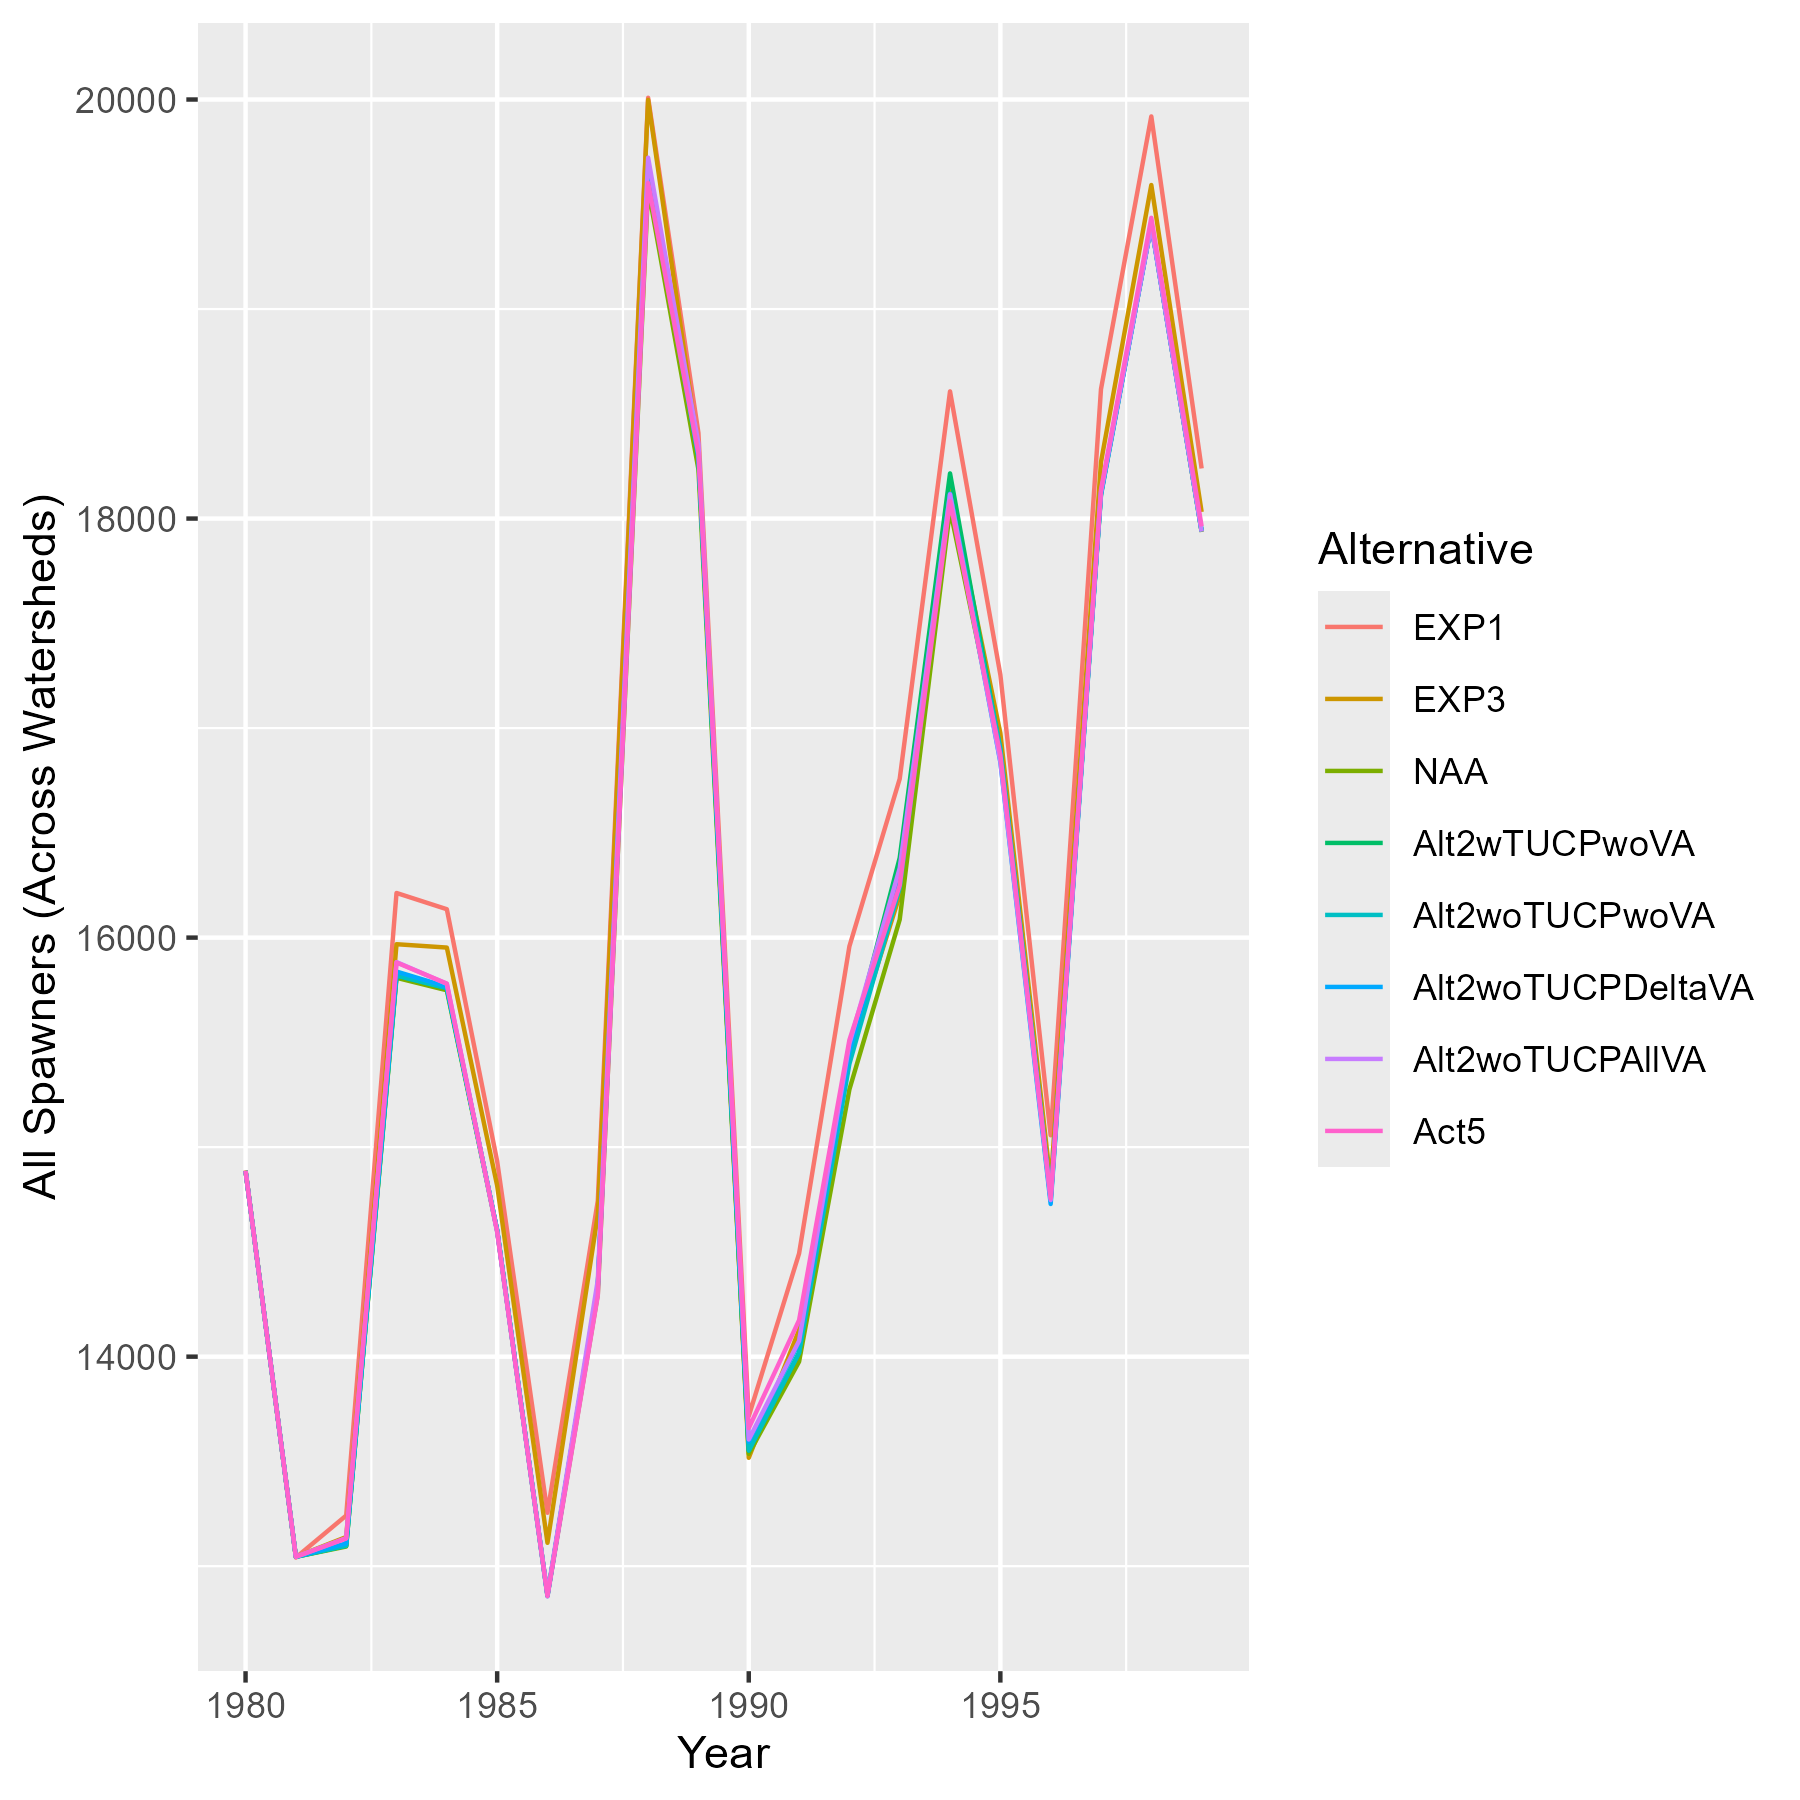 20000
18000
16000
14000
All Spawners (Across Watersheds)
1980
1985
1990
1995
Year
Alternative
EXP1
EXP3
NAA
Alt2wTUCPwoVA
Alt2woTUCPwoVA
Alt2woTUCPDeltaVA
Alt2woTUCPAllVA
Act5